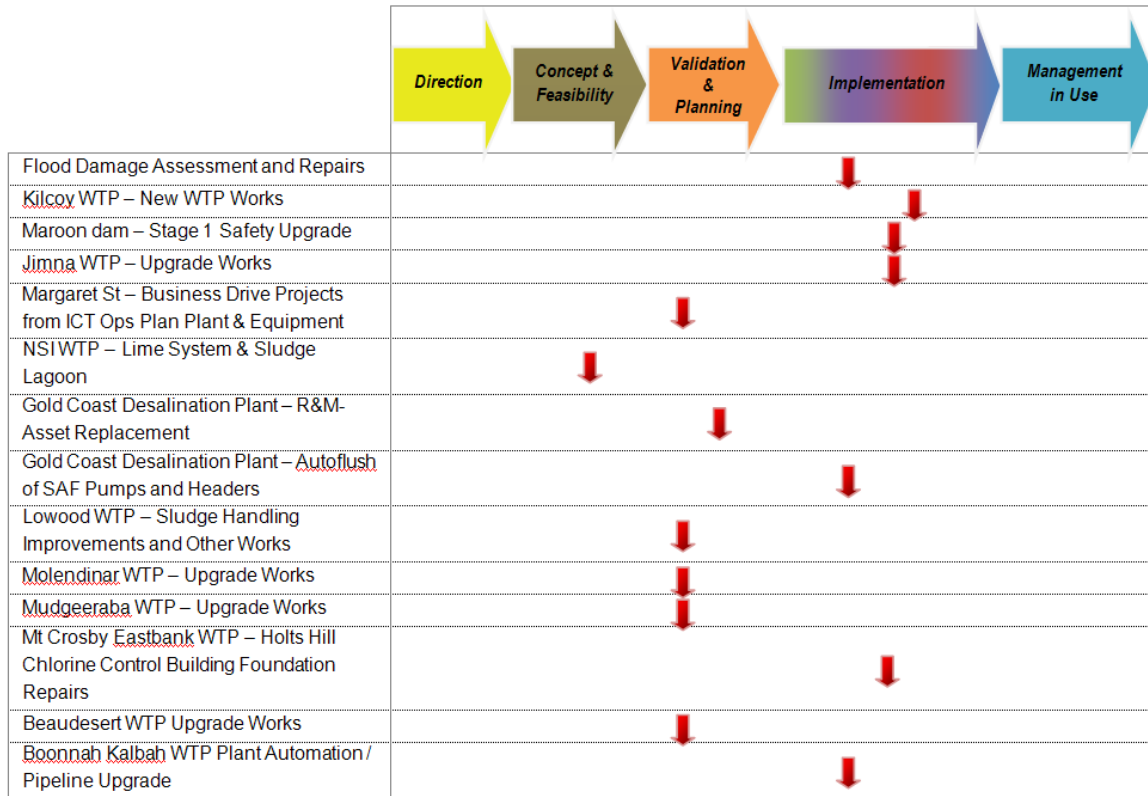 Direction
Concept &
Feasibility
Validation
&
Planning
Implementation
Management
in Use
Flood Damage Assessment and Repairs
Kilcoy WTP – New WTP Works
Maroon dam – Stage 1 Safety Upgrade
Jimna WTP – Upgrade Works
Margaret St – Business Drive Projects
from ICT Ops Plan Plant & Equipment
NSI WTP – Lime System & Sludge
Lagoon
Gold Coast Desalination Plant – R&M-
Asset Replacement
Gold Coast Desalination Plant – Autoflush
of SAF Pumps and Headers
Lowood WTP – Sludge Handling
Improvements and Other Works
Molendinar WTP – Upgrade Works
Mudgeeraba WTP – Upgrade Works
Mt Crosby Eastbank WTP – Holts Hill
Chlorine Control Building Foundation
Repairs
Beaudesert WTP Upgrade Works
Boonnah Kalbah WTP Plant Automation /
Pipeline Upgrade